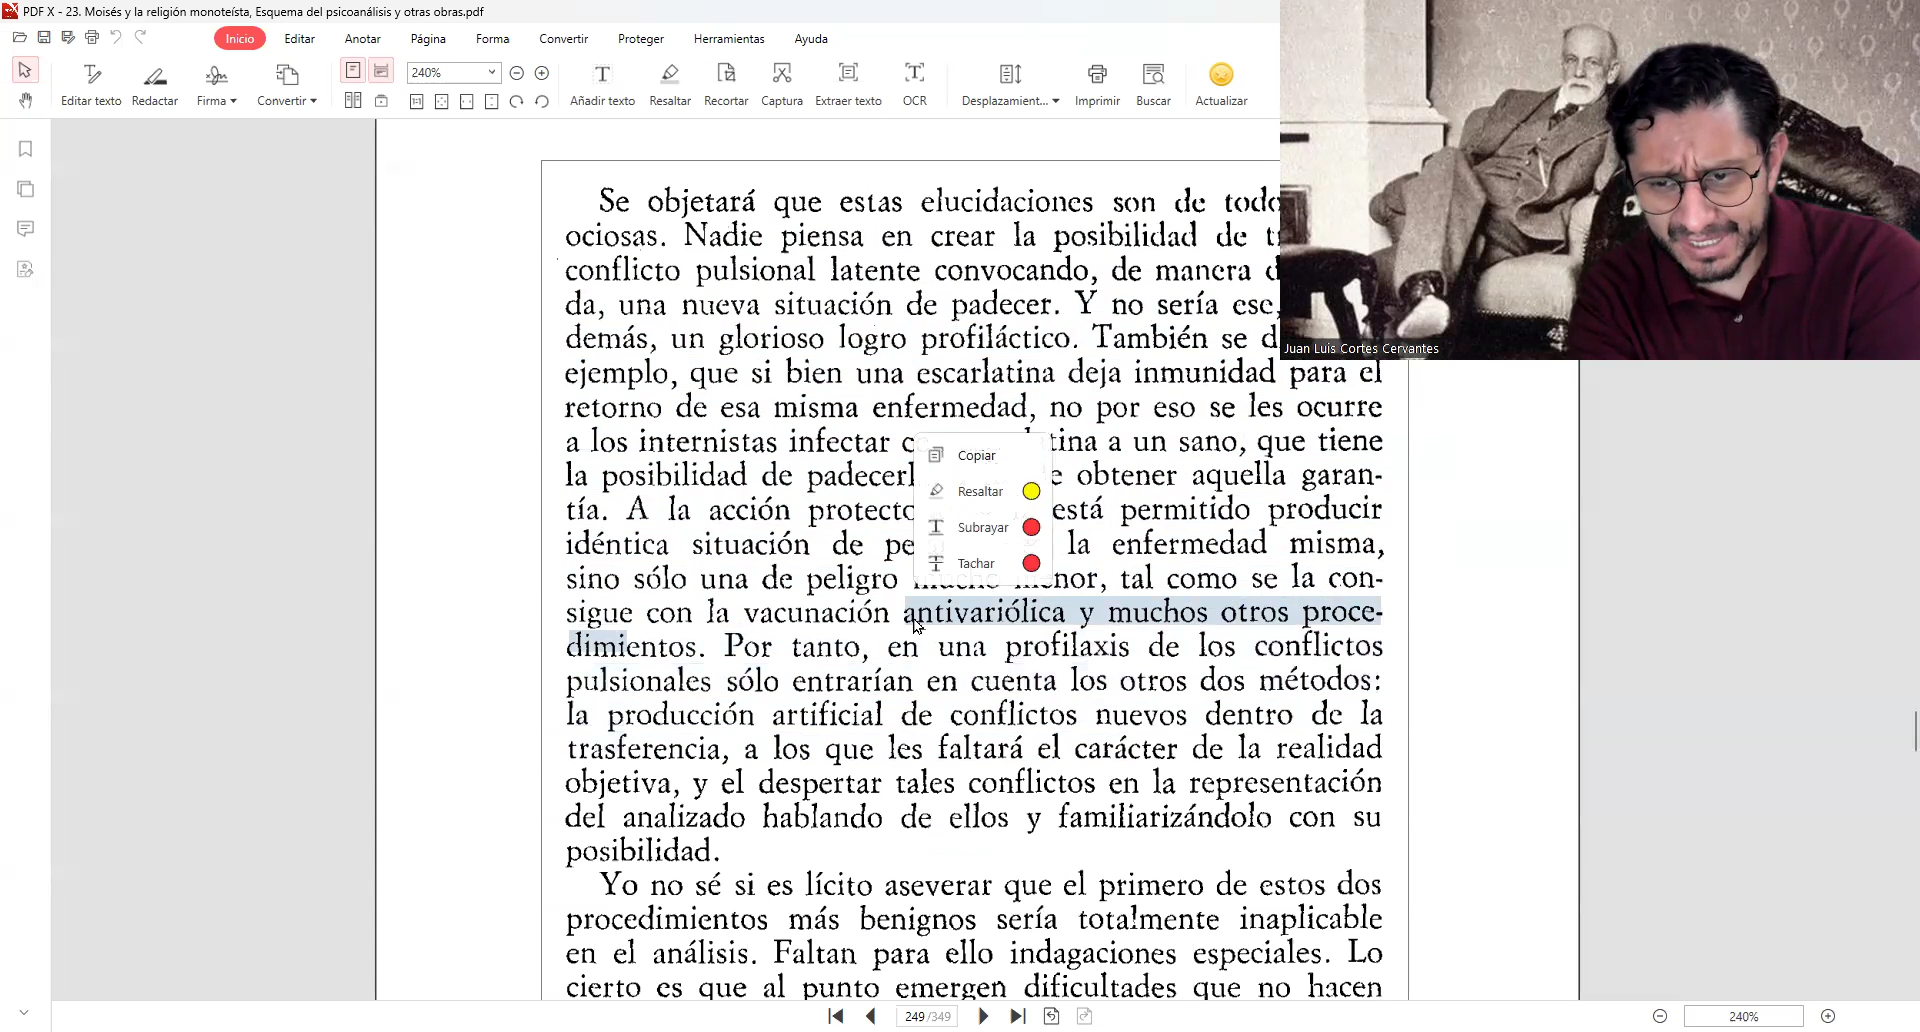 PDF X - 23. Moisés y la religión monoteísta, Esquema del psicoanálisis y otras obras.pdf
Inicio Editar Anotar Página Forma Convertir Proteger Herramientas Ayuda
240%
Editar texto Redactar Firma Convertir Añadir texto Resaltar Recortar Captura Extraer texto OCR Desplazamient... Imprimir Buscar Actualizar
Juan Luis Cortes Cervantes
Se objetará que estas elucidaciones son de
ociosas. Nadie piensa en crear la posibilidad de
conflicto pulsional latente convocando, de manera
da, una nueva situación de padecer. Y no sería ese,
demás, un glorioso logro profiláctico. También se
ejemplo, que si bien una escarlatina deja inmunidad para el
retorno de esa misma enfermedad, no por eso se les ocurre
a los internistas infectar tina a un sano, que tiene
la posibilidad de obtener aquella garan-
tía. A la acción está permitido producir
idéntica situación de la enfermedad misma,
sino sólo una de peligro menor, tal como se la con-
sigue con la vacunación antivariólica y muchos otros proce-
dimientos. Por tanto, en una profilaxis de los conflictos
pulsionales sólo entrarían en cuenta los otros dos métodos:
la producción artificial de conflictos nuevos dentro de la
trasferencia, a los que les faltará el carácter de la realidad
objetiva, y el despertar tales conflictos en la representación
del analizado hablando de ellos y familiarizándolo con su
posibilidad.
Yo no sé si es lícito aseverar que el primero de estos dos
procedimientos más benignos sería totalmente inaplicable
en el análisis. Faltan para ello indagaciones especiales. Lo
cierto es que al punto emergen dificultades que no hacen
Copiar
Resaltar
Subrayar
Tachar
249 /349
240%